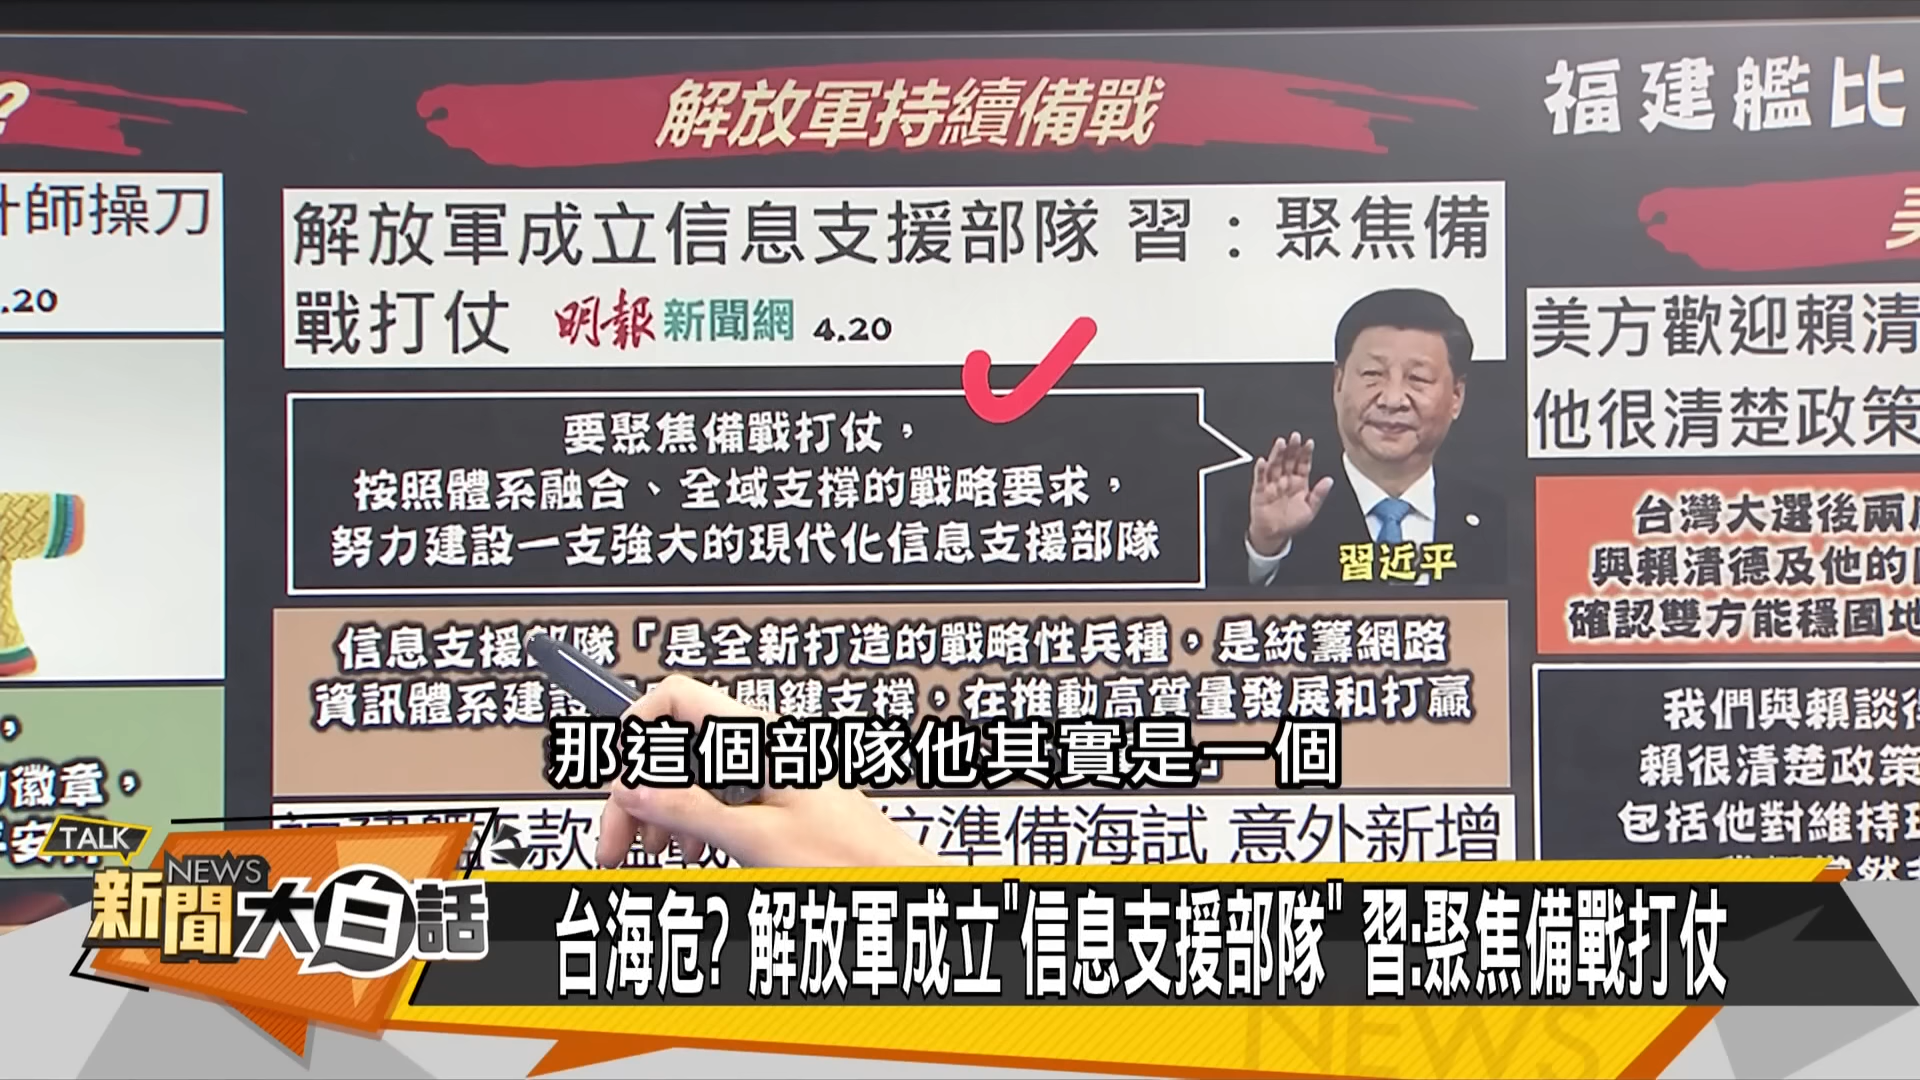 ?
解放軍持續備戰
福建艦比
計師操刀
.20
解放軍成立信息支援部隊 習：聚焦備
戰打仗 明報新聞網 4.20
美方歡迎賴清
他很清楚政策
要聚焦備戰打仗，
按照體系融合、全域支撐的戰略要求，
努力建設一支強大的現代化信息支援部隊
習近平
台灣大選後兩
與賴清德及他的
確認雙方能穩固地
信息支援部隊「是全新打造的戰略性兵種，是統籌網路
資訊體系建設 關鍵支撐，在推動高質量發展和打贏
」
那這個部隊他其實是一個
我們與賴談
賴很清楚政策
包括他對維持
，
徽章，
平安
款 準備海試 意外新增
TALK
NEWS
新聞大白話
台海危? 解放軍成立"信息支援部隊" 習:聚焦備戰打仗
NEWS